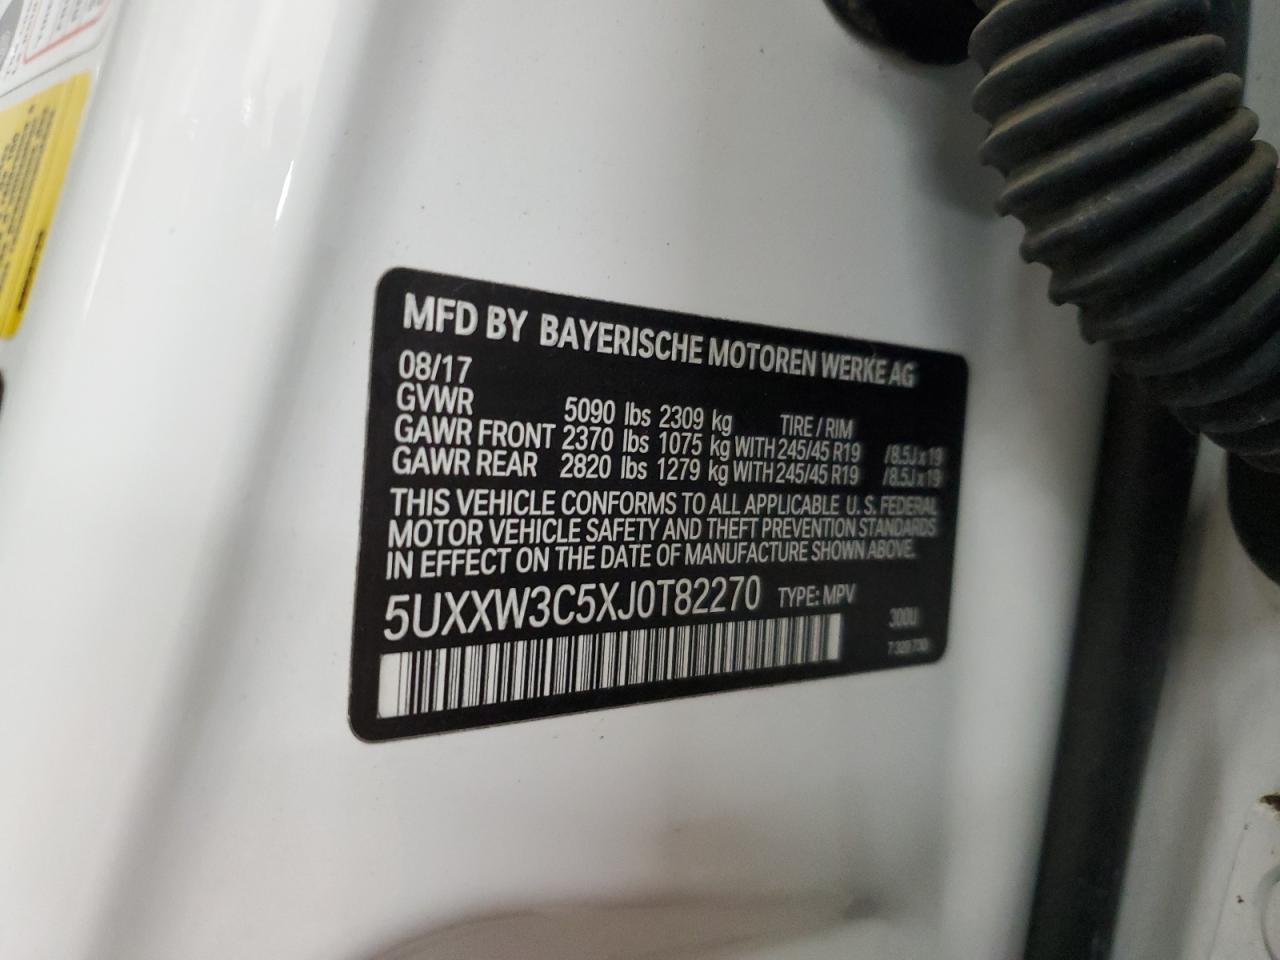 MFD BY BAYERISCHE MOTOREN WERKE AG
08/17
GVWR 5090 lbs 2309 kg TIRE / RIM
GAWR FRONT 2370 lbs 1075 kg WITH 245/45 R19 /8.5J x 19
GAWR REAR 2820 lbs 1279 kg WITH 245/45 R19 /8.5J x 19
THIS VEHICLE CONFORMS TO ALL APPLICABLE U.S. FEDERAL
MOTOR VEHICLE SAFETY AND THEFT PREVENTION STANDARDS
IN EFFECT ON THE DATE OF MANUFACTURE SHOWN ABOVE.
5UXXW3C5XJ0T82270 TYPE: MPV
300U